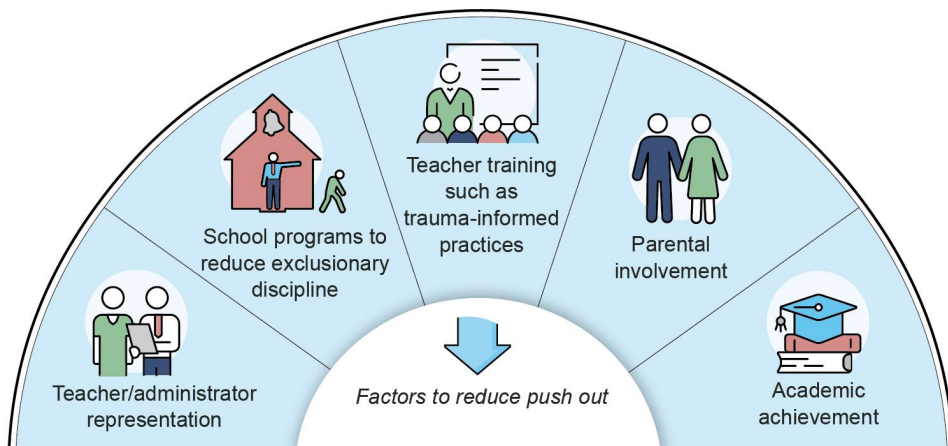 Teacher/administrator
representation
School programs to
reduce exclusionary
discipline
Teacher training
such as
trauma-informed
practices
Parental
involvement
Academic
achievement
Factors to reduce push out